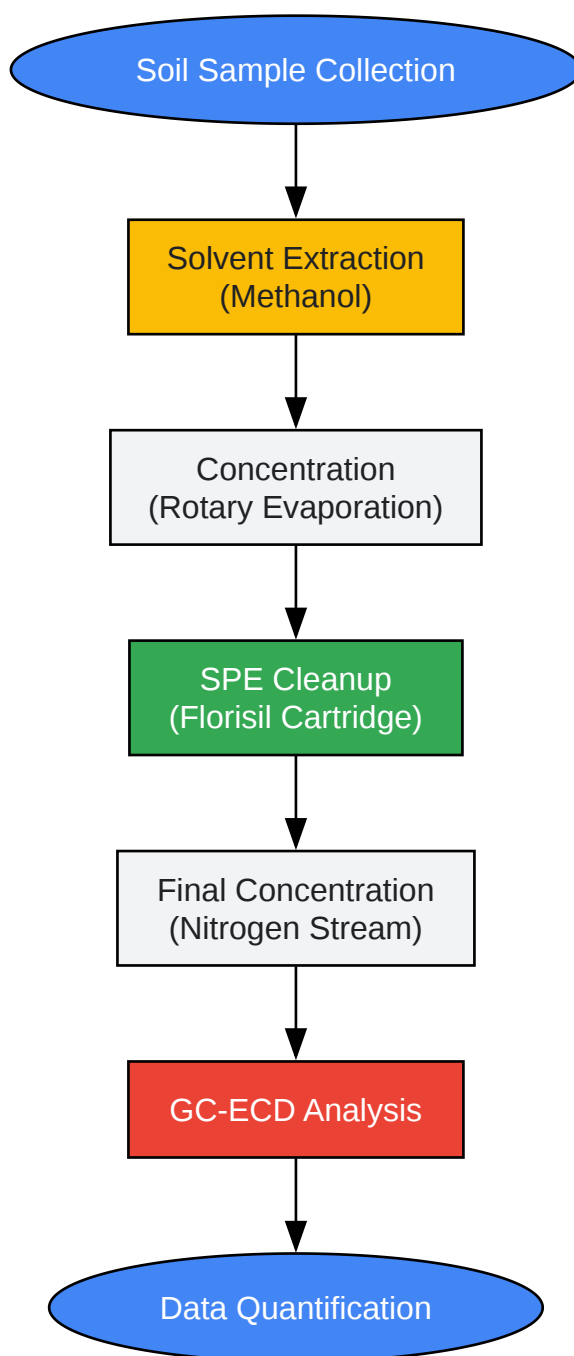 Soil Sample Collection
Solvent Extraction
(Methanol)
Concentration
(Rotary Evaporation)
SPE Cleanup
(Florisil Cartridge)
Final Concentration
(Nitrogen Stream)
GC-ECD Analysis
Data Quantification